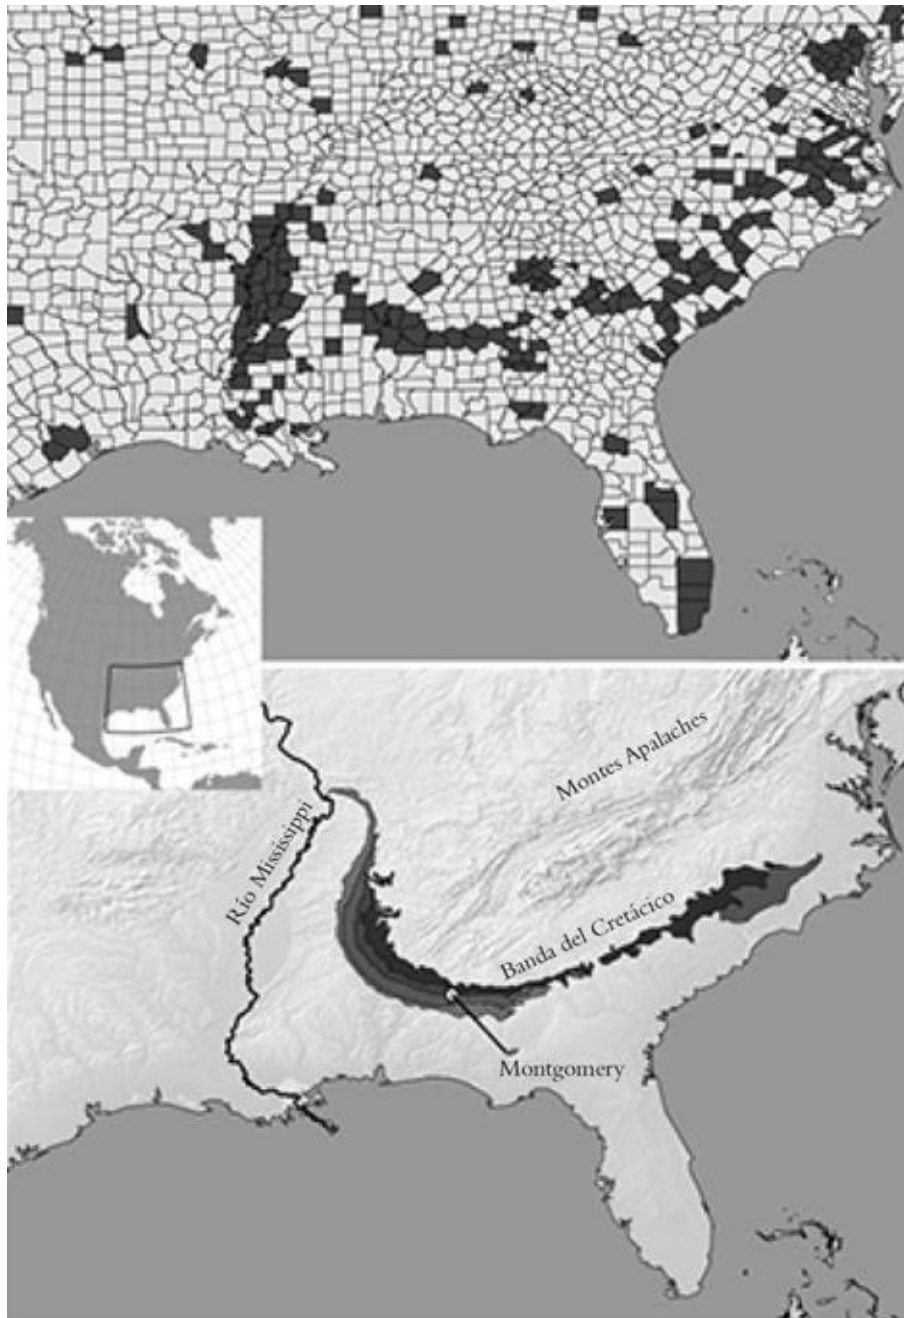 Montes Apalaches
Río Mississippi
Banda del Cretácico
Montgomery